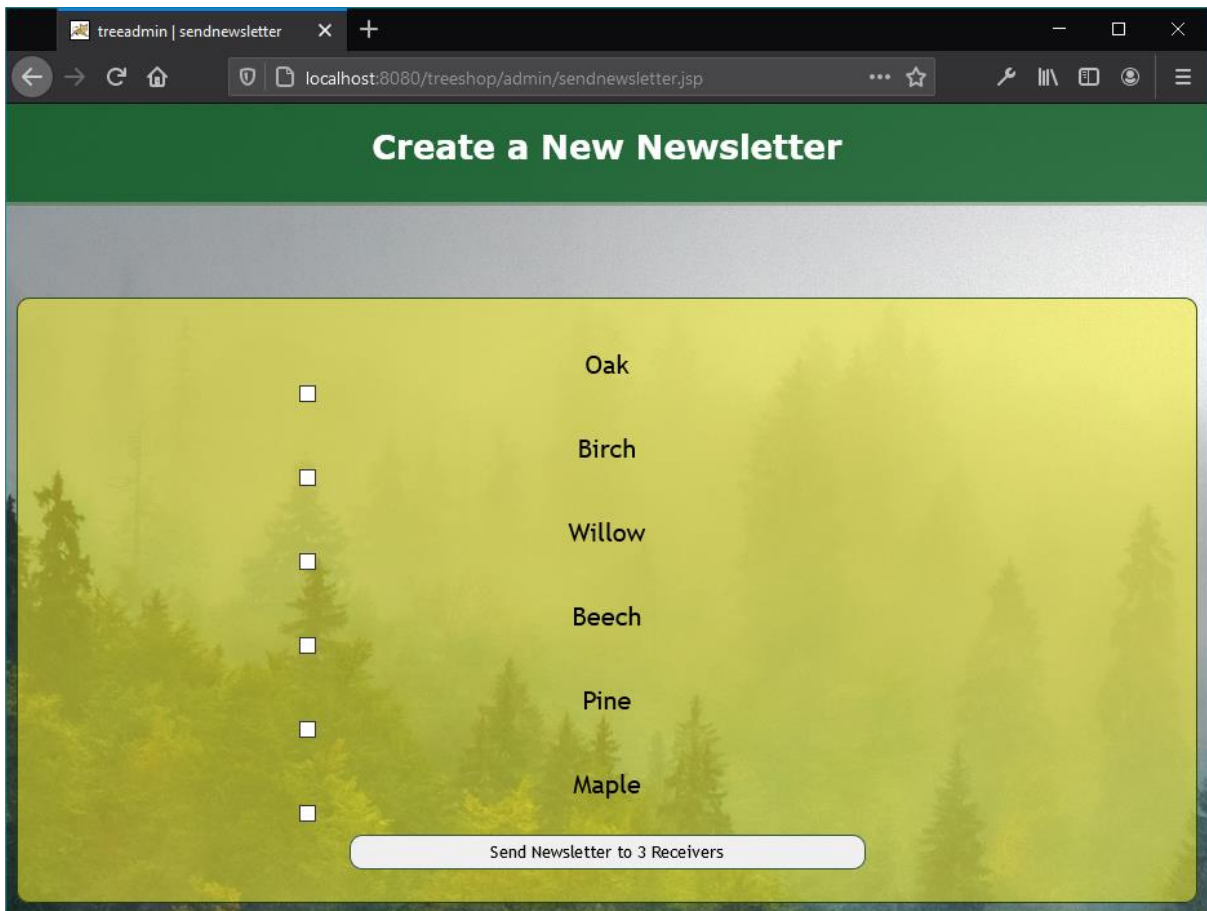 treeadmin | sendnewsletter
localhost:8080/treeshop/admin/sendnewsletter.jsp
Create a New Newsletter
Oak
Birch
Willow
Beech
Pine
Maple
Send Newsletter to 3 Receivers